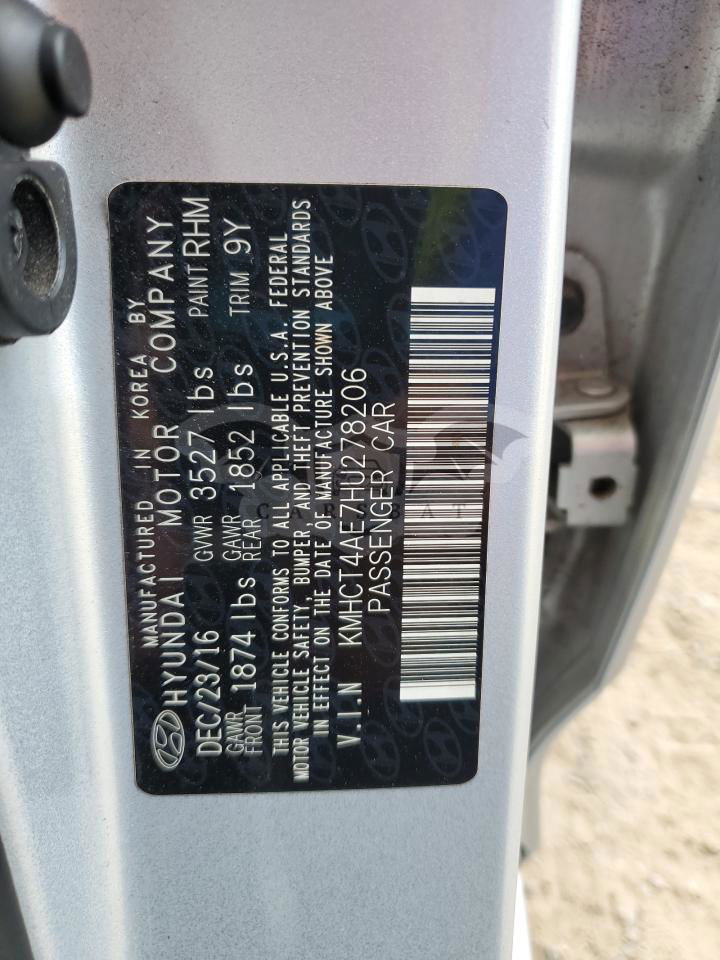 MANUFACTURED IN KOREA BY
HYUNDAI MOTOR COMPANY
DEC/23/16 GVWR 3527 lbs PAINT RHM
GAWR FRONT 1874 lbs GAWR REAR 1852 lbs TRIM 9Y
THIS VEHICLE CONFORMS TO ALL APPLICABLE U.S.A. FEDERAL
MOTOR VEHICLE SAFETY, BUMPER, AND THEFT PREVENTION STANDARDS
IN EFFECT ON THE DATE OF MANUFACTURE SHOWN ABOVE
V.I.N KMHCT4AE7HU278206
PASSENGER CAR